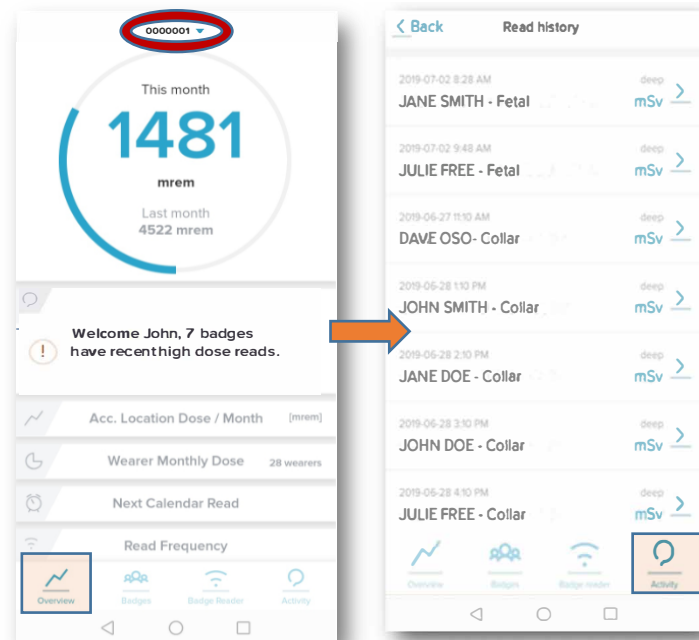 0000001
This month
1481
mrem
Last month
4522 mrem
Welcome John, 7 badges
have recent high dose reads.
Acc. Location Dose / Month [mrem]
Wearer Monthly Dose 28 wearers
Next Calendar Read
Read Frequency
Overview Badges Badge Reader Activity
Back Read history
2019-07-02 8:28 AM deep
JANE SMITH - Fetal mSv
2019-07-02 9:48 AM deep
JULIE FREE - Fetal mSv
2019-06-27 11:10 AM deep
DAVE OSO- Collar mSv
2019-06-28 1:10 PM deep
JOHN SMITH - Collar mSv
2019-06-28 2:10 PM deep
JANE DOE - Collar mSv
2019-06-28 3:10 PM deep
JOHN DOE - Collar mSv
2019-06-28 4:10 PM deep
JULIE FREE - Collar mSv
Overview Badges Badge reader Activity